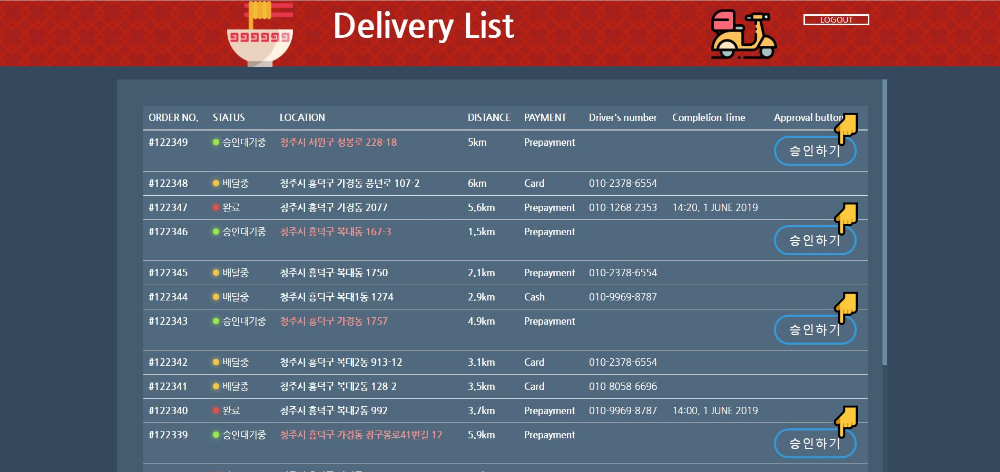 Delivery List
LOGOUT
ORDER NO. STATUS LOCATION DISTANCE PAYMENT Driver's number Completion Time Approval button
#122349 승인대기중 청주시 서원구 성봉로 228-18 5km Prepayment 승인하기
#122348 배달중 청주시 흥덕구 가경동 풍년로 107-2 6km Card 010-2378-6554
#122347 완료 청주시 흥덕구 가경동 2077 5.6km Prepayment 010-1268-2353 14:20, 1 JUNE 2019
#122346 승인대기중 청주시 흥덕구 복대동 167-3 1.5km Prepayment 승인하기
#122345 배달중 청주시 흥덕구 복대동 1750 2.1km Prepayment 010-2378-6554
#122344 배달중 청주시 흥덕구 복대1동 1274 2.9km Cash 010-9969-8787
#122343 승인대기중 청주시 흥덕구 가경동 1757 4.9km Prepayment 승인하기
#122342 배달중 청주시 흥덕구 복대2동 913-12 3.1km Card 010-2378-6554
#122341 배달중 청주시 흥덕구 복대2동 128-2 3.5km Card 010-8058-6696
#122340 완료 청주시 흥덕구 복대2동 992 3.7km Prepayment 010-9969-8787 14:00, 1 JUNE 2019
#122339 승인대기중 청주시 흥덕구 가경동 장구봉로41번길 12 5.9km Prepayment 승인하기